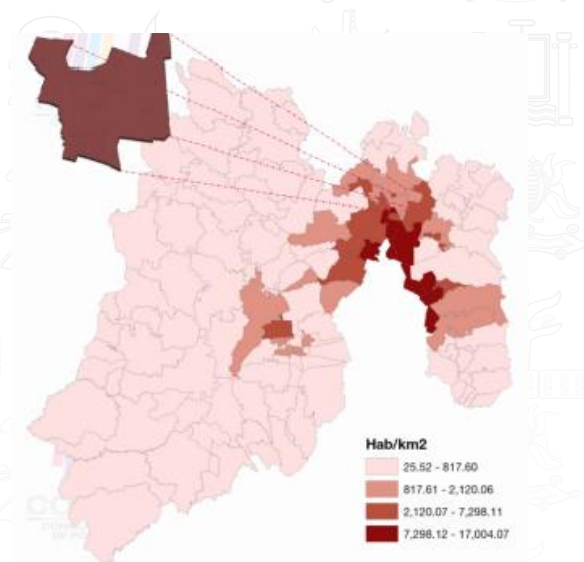 Hab/km2
25.52 - 817.60
817.61 - 2,120.06
2,120.07 - 7,298.11
7,298.12 - 17,004.07